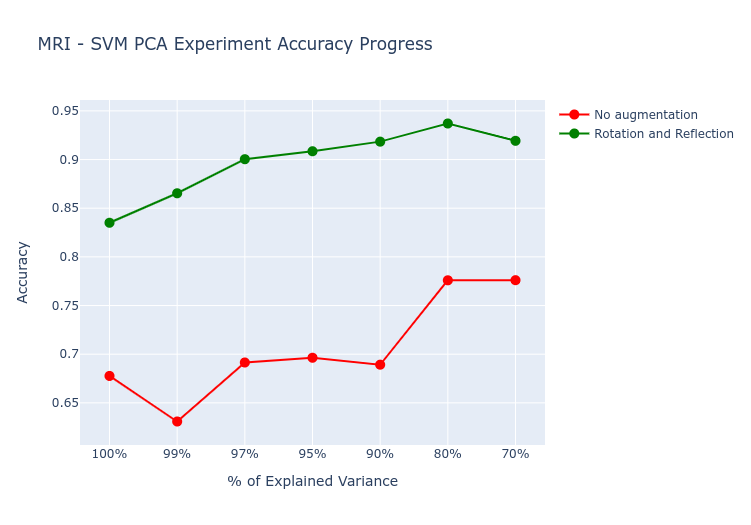 MRI - SVM PCA Experiment Accuracy Progress
No augmentation
Rotation and Reflection
Accuracy
0.95
0.9
0.85
0.8
0.75
0.7
0.65
100% 99% 97% 95% 90% 80% 70%
% of Explained Variance